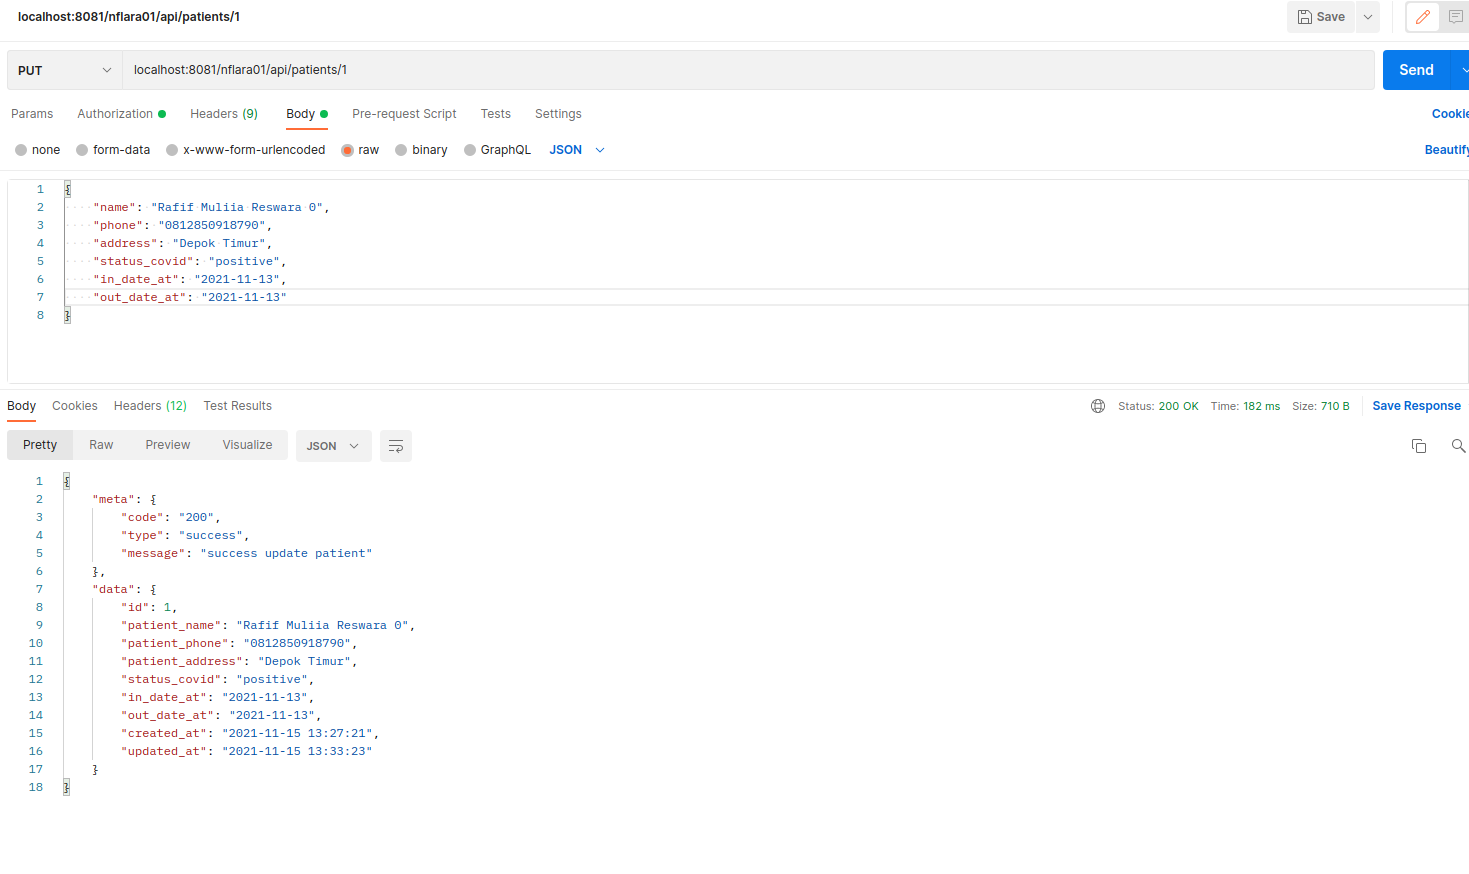 localhost:8081/nflara01/api/patients/1
Save
PUT
localhost:8081/nflara01/api/patients/1
Send
Params Authorization Headers (9) Body Pre-request Script Tests Settings Cookie
none form-data x-www-form-urlencoded raw binary GraphQL JSON Beautify
1 {
2 "name": "Rafif Muliia Reswara 0",
3 "phone": "0812850918790",
4 "address": "Depok Timur",
5 "status_covid": "positive",
6 "in_date_at": "2021-11-13",
7 "out_date_at": "2021-11-13"
8 }
Body Cookies Headers (12) Test Results Status: 200 OK Time: 182 ms Size: 710 B Save Response
Pretty Raw Preview Visualize JSON
1 {
2 "meta": {
3 "code": "200",
4 "type": "success",
5 "message": "success update patient"
6 },
7 "data": {
8 "id": 1,
9 "patient_name": "Rafif Muliia Reswara 0",
10 "patient_phone": "0812850918790",
11 "patient_address": "Depok Timur",
12 "status_covid": "positive",
13 "in_date_at": "2021-11-13",
14 "out_date_at": "2021-11-13",
15 "created_at": "2021-11-15 13:27:21",
16 "updated_at": "2021-11-15 13:33:23"
17 }
18 }